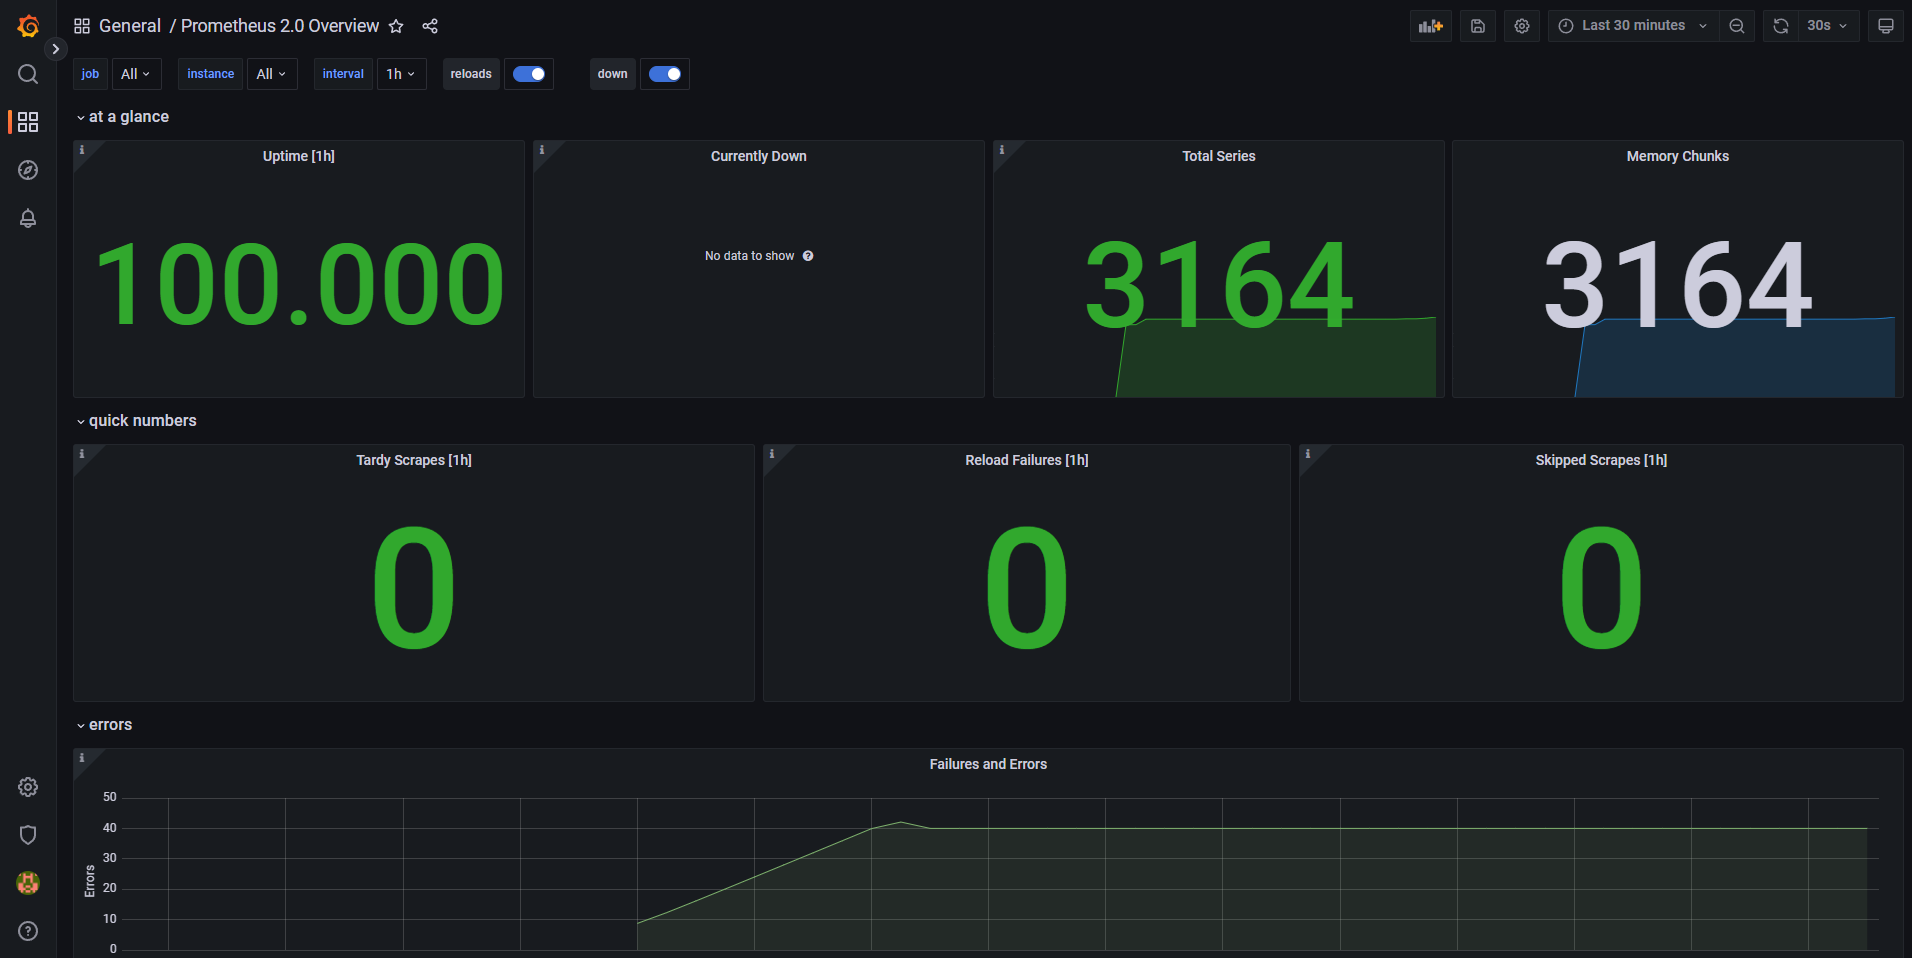 General / Prometheus 2.0 Overview
Last 30 minutes
30s
job All instance All interval 1h reloads down
at a glance
Uptime [1h]
100.000
Currently Down
No data to show
Total Series
3164
Memory Chunks
3164
quick numbers
Tardy Scrapes [1h]
0
Reload Failures [1h]
0
Skipped Scrapes [1h]
0
errors
Failures and Errors
Errors
50
40
30
20
10
0